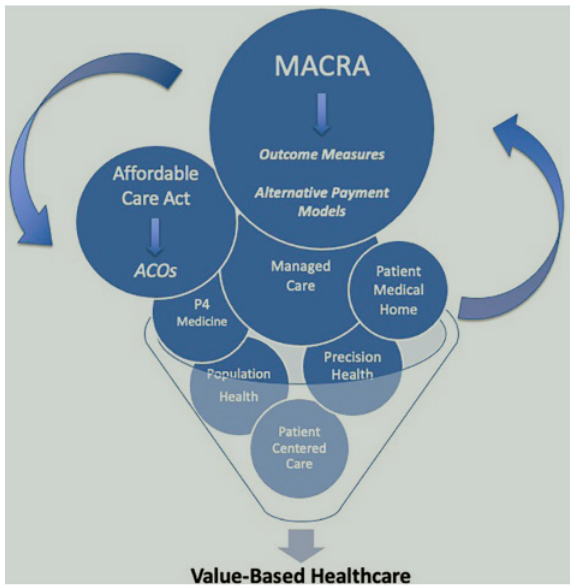 MACRA
Outcome Measures
Alternative Payment
Models
Affordable
Care Act
ACOs
Managed
Care
Patient
Medical
Home
P4
Medicine
Precision
Health
Population
Health
Patient
Centered
Care
Value-Based Healthcare